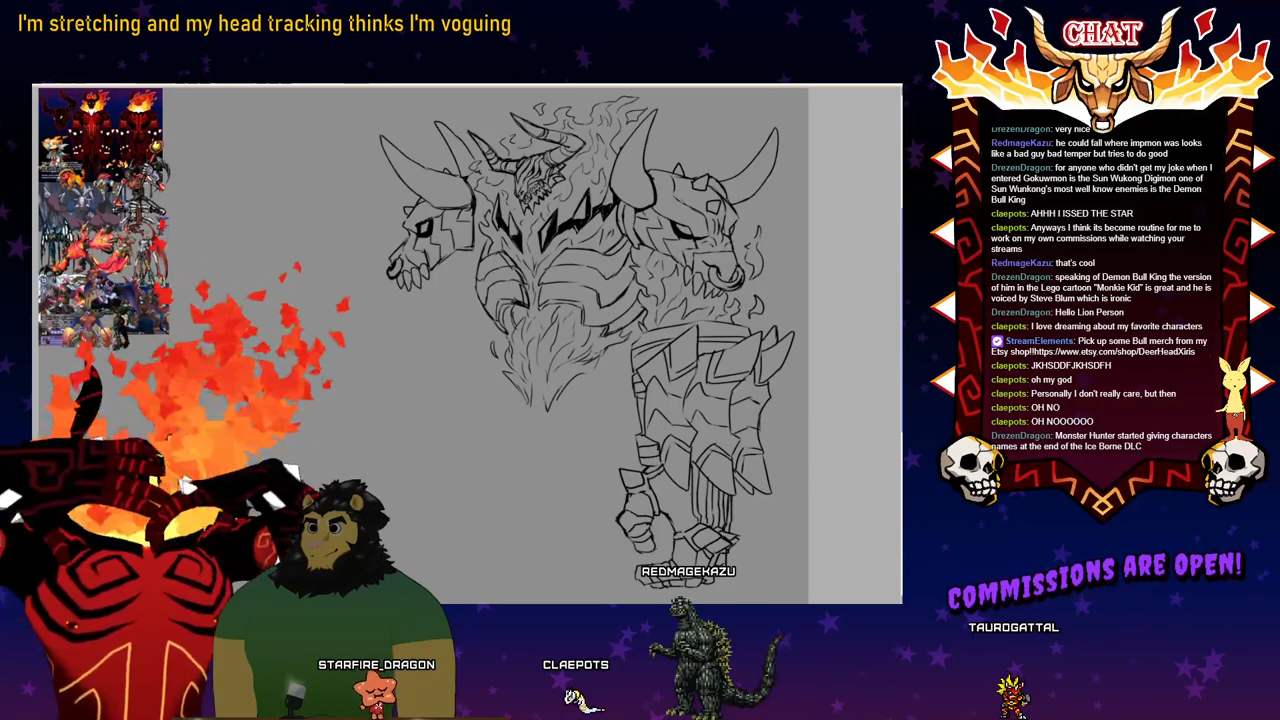 I'm stretching and my head tracking thinks I'm voguing
CHAT
DrezenDragon: very nice
RedmageKazu: he could fall where impmon was looks
like a bad guy bad temper but tries to do good
DrezenDragon: for anyone who didn't get my joke when I
entered Gokuwmon is the Sun Wukong Digimon one of
Sun Wunkong's most well know enemies is the Demon
Bull King
claepots: AHHH I ISSED THE STAR
claepots: Anyways I think its become routine for me to
work on my own commissions while watching your
streams
RedmageKazu: that's cool
DrezenDragon: speaking of Demon Bull King the version
of him in the Lego cartoon "Monkie Kid" is great and he is
voiced by Steve Blum which is ironic
DrezenDragon: Hello Lion Person
claepots: I love dreaming about my favorite characters
StreamElements: Pick up some Bull merch from my
Etsy shop!!https://www.etsy.com/shop/DeerHeadXiris
claepots: JKHSDDFJKHSDFH
claepots: oh my god
claepots: Personally I don't really care, but then
claepots: OH NO
claepots: OH NOOOOOO
DrezenDragon: Monster Hunter started giving characters
names at the end of the Ice Borne DLC
COMMISSIONS ARE OPEN!
REDMAGEKAZU
TAUROGATTAL
STARFIRE_DRAGON
CLAEPOTS